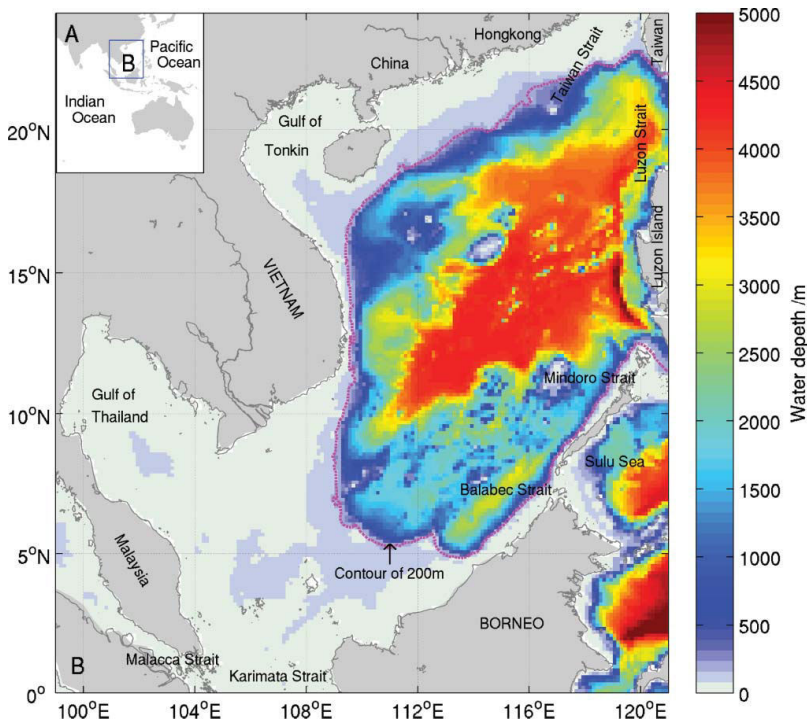 A
Pacific
Ocean
B
Indian
Ocean
Hongkong
China
Taiwan Strait
Taiwan
Gulf of
Tonkin
Luzon Strait
Luzon Island
VIETNAM
Gulf of
Thailand
Mindoro Strait
Sulu Sea
Balabec Strait
Contour of 200m
Malaysia
BORNEO
Malacca Strait
Karimata Strait
B
20°N
15°N
10°N
5°N
0°
100°E
104°E
108°E
112°E
116°E
120°E
5000
4500
4000
3500
3000
2500
2000
1500
1000
500
0
Water depth /m